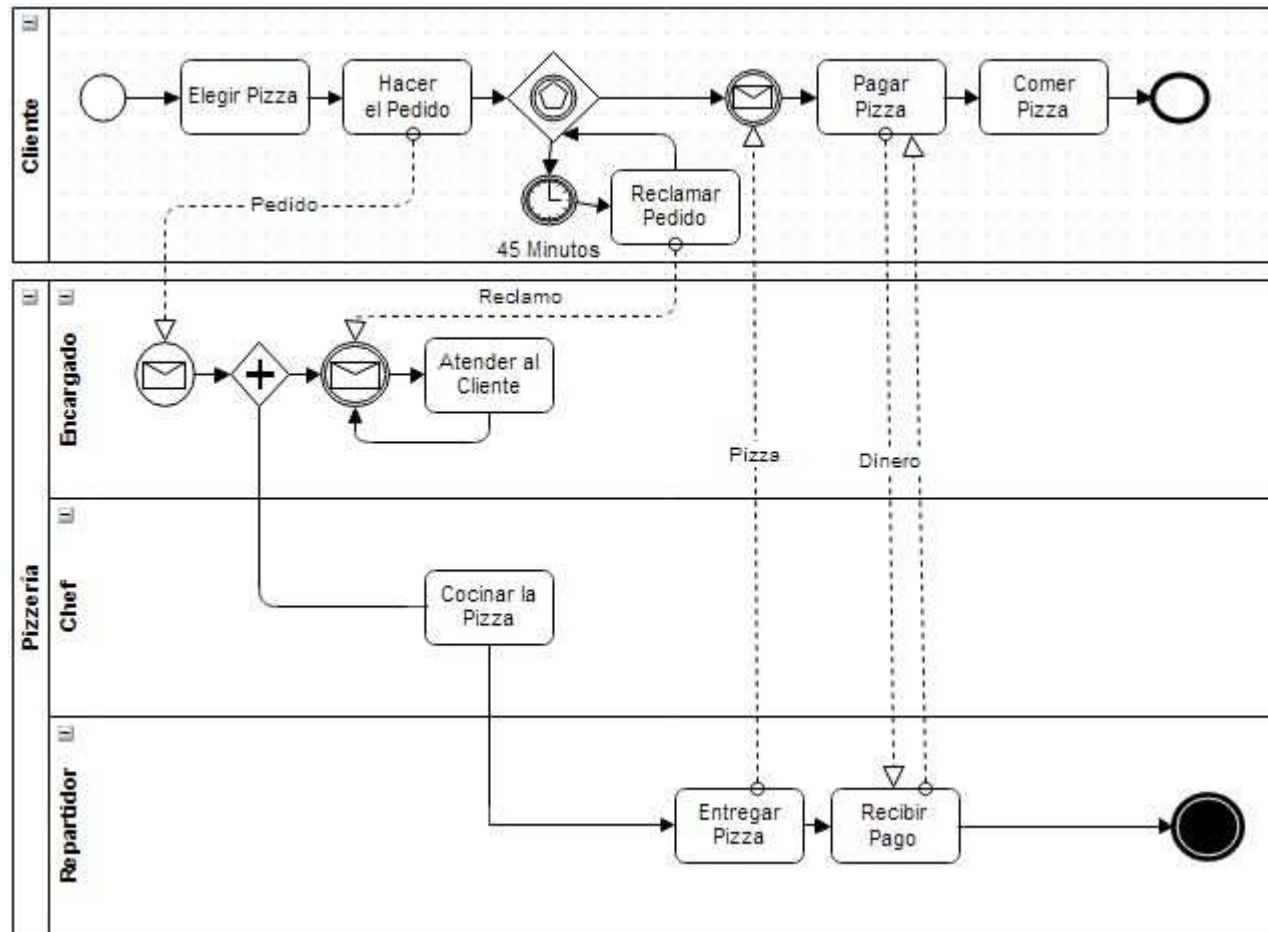 Cliente
Elegir Pizza
Hacer
el Pedido
Pagar
Pizza
Comer
Pizza
Reclamar
Pedido
45 Minutos
Pedido
Reclamo
Pizzería
Encargado
Atender al
Cliente
Pizza
Dinero
Chef
Cocinar la
Pizza
Repartidor
Entregar
Pizza
Recibir
Pago